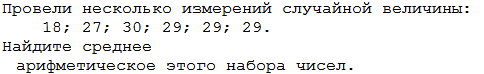 Провели несколько измерений случайной величины:
18; 27; 30; 29; 29; 29.
Найдите среднее
арифметическое этого набора чисел.